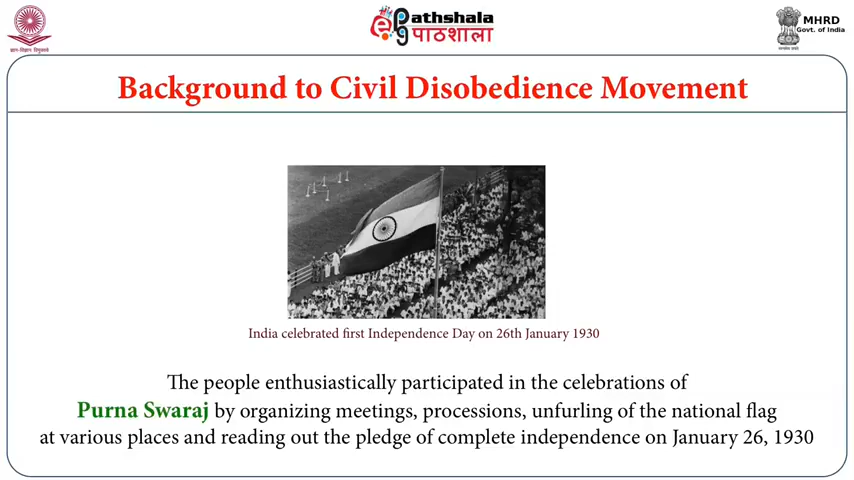 ePathshala
पाठशाला
MHRD
Govt. of India
Background to Civil Disobedience Movement
India celebrated first Independence Day on 26th January 1930
The people enthusiastically participated in the celebrations of
Purna Swaraj by organizing meetings, processions, unfurling of the national flag
at various places and reading out the pledge of complete independence on January 26, 1930